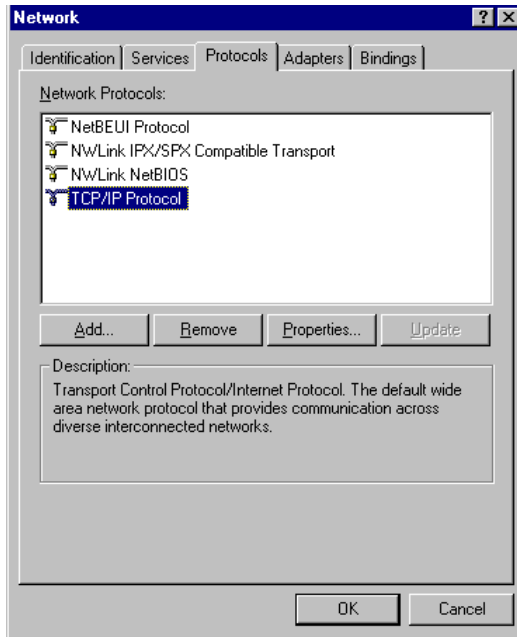 Network
Identification Services Protocols Adapters Bindings
Network Protocols:
NetBEUI Protocol
NWLink IPX/SPX Compatible Transport
NWLink NetBIOS
TCP/IP Protocol
Add... Remove Properties... Update
Description:
Transport Control Protocol/Internet Protocol. The default wide
area network protocol that provides communication across
diverse interconnected networks.
OK Cancel